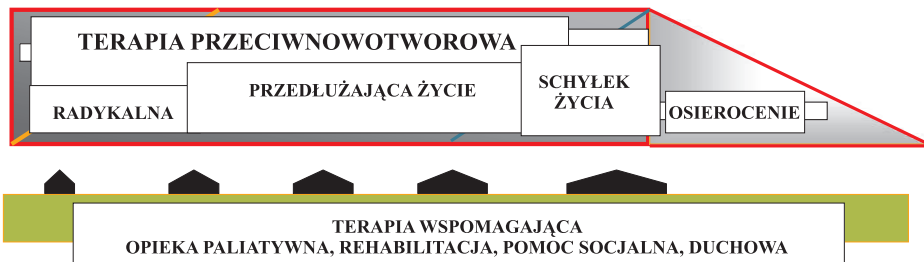 TERAPIA PRZECIWNOWOTWOROWA
RADYKALNA
PRZEDŁUŻAJĄCA ŻYCIE
SCHYŁEK
ŻYCIA
OSIEROCENIE
TERAPIA WSPOMAGAJĄCA
OPIEKA PALIATYWNA, REHABILITACJA, POMOC SOCJALNA, DUCHOWA